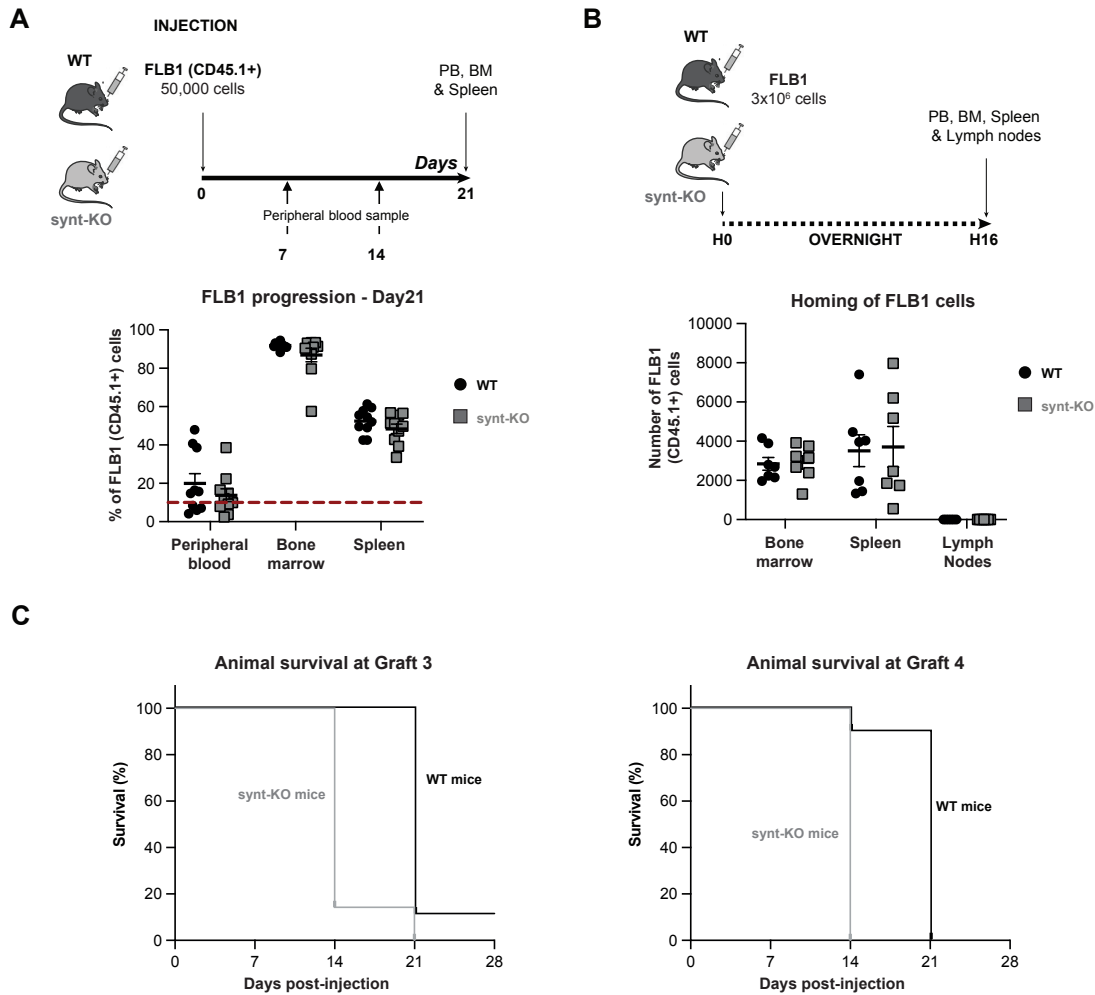 A
INJECTION
WT
FLB1 (CD45.1+)
50,000 cells
PB, BM
& Spleen
Days
0
21
synt-KO
Peripheral blood sample
7
14
FLB1 progression - Day21
% of FLB1 (CD45.1+) cells
100
80
60
40
20
0
Peripheral
blood
Bone
marrow
Spleen
WT
synt-KO
B
WT
FLB1
3x10⁶ cells
PB, BM, Spleen
& Lymph nodes
synt-KO
H0
OVERNIGHT
H16
Homing of FLB1 cells
Number of FLB1
(CD45.1+) cells
10000
8000
6000
4000
2000
0
Bone
marrow
Spleen
Lymph
Nodes
WT
synt-KO
C
Animal survival at Graft 3
Survival (%)
100
80
60
40
20
0
synt-KO mice
WT mice
0
7
14
21
28
Days post-injection
Animal survival at Graft 4
Survival (%)
100
80
60
40
20
0
synt-KO mice
WT mice
0
7
14
21
28
Days post-injection